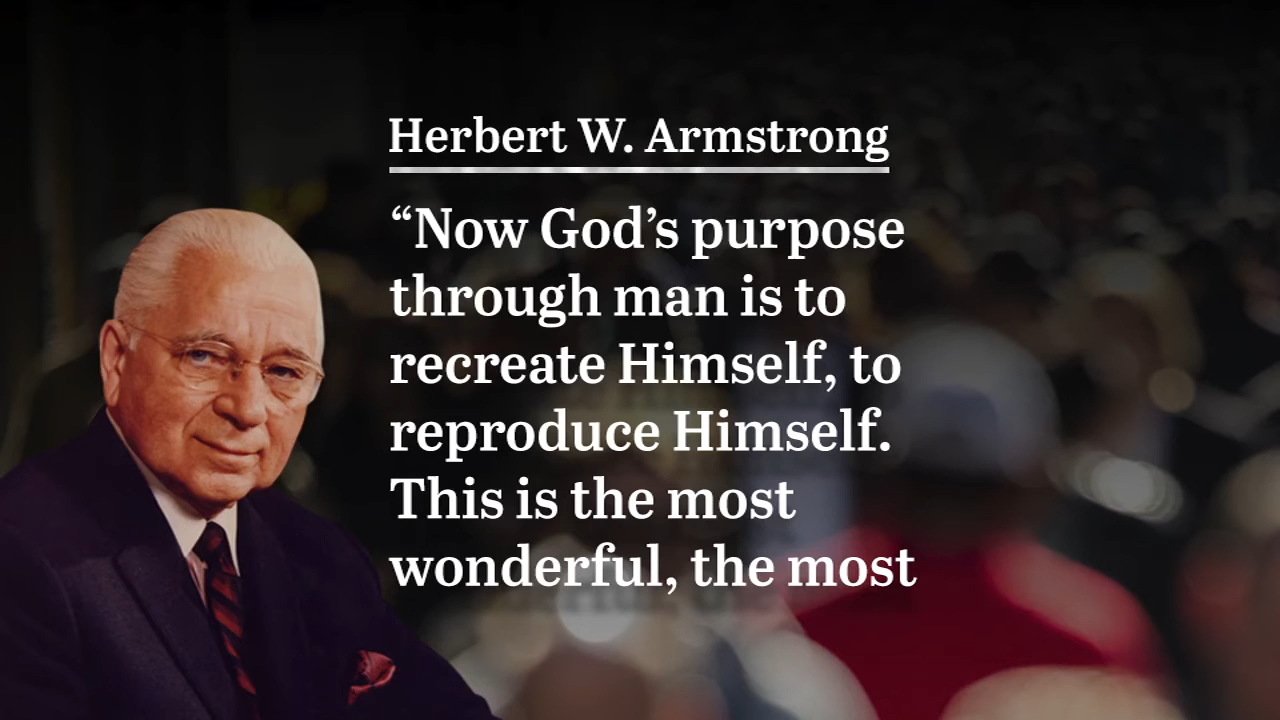 Herbert W. Armstrong
“Now God’s purpose
through man is to
recreate Himself, to
reproduce Himself.
This is the most
wonderful, the most